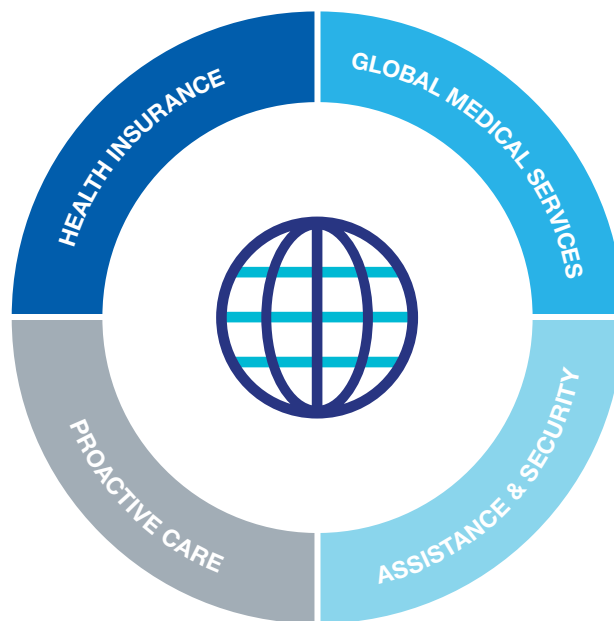 HEALTH INSURANCE
GLOBAL MEDICAL SERVICES
PROACTIVE CARE
ASSISTANCE & SECURITY